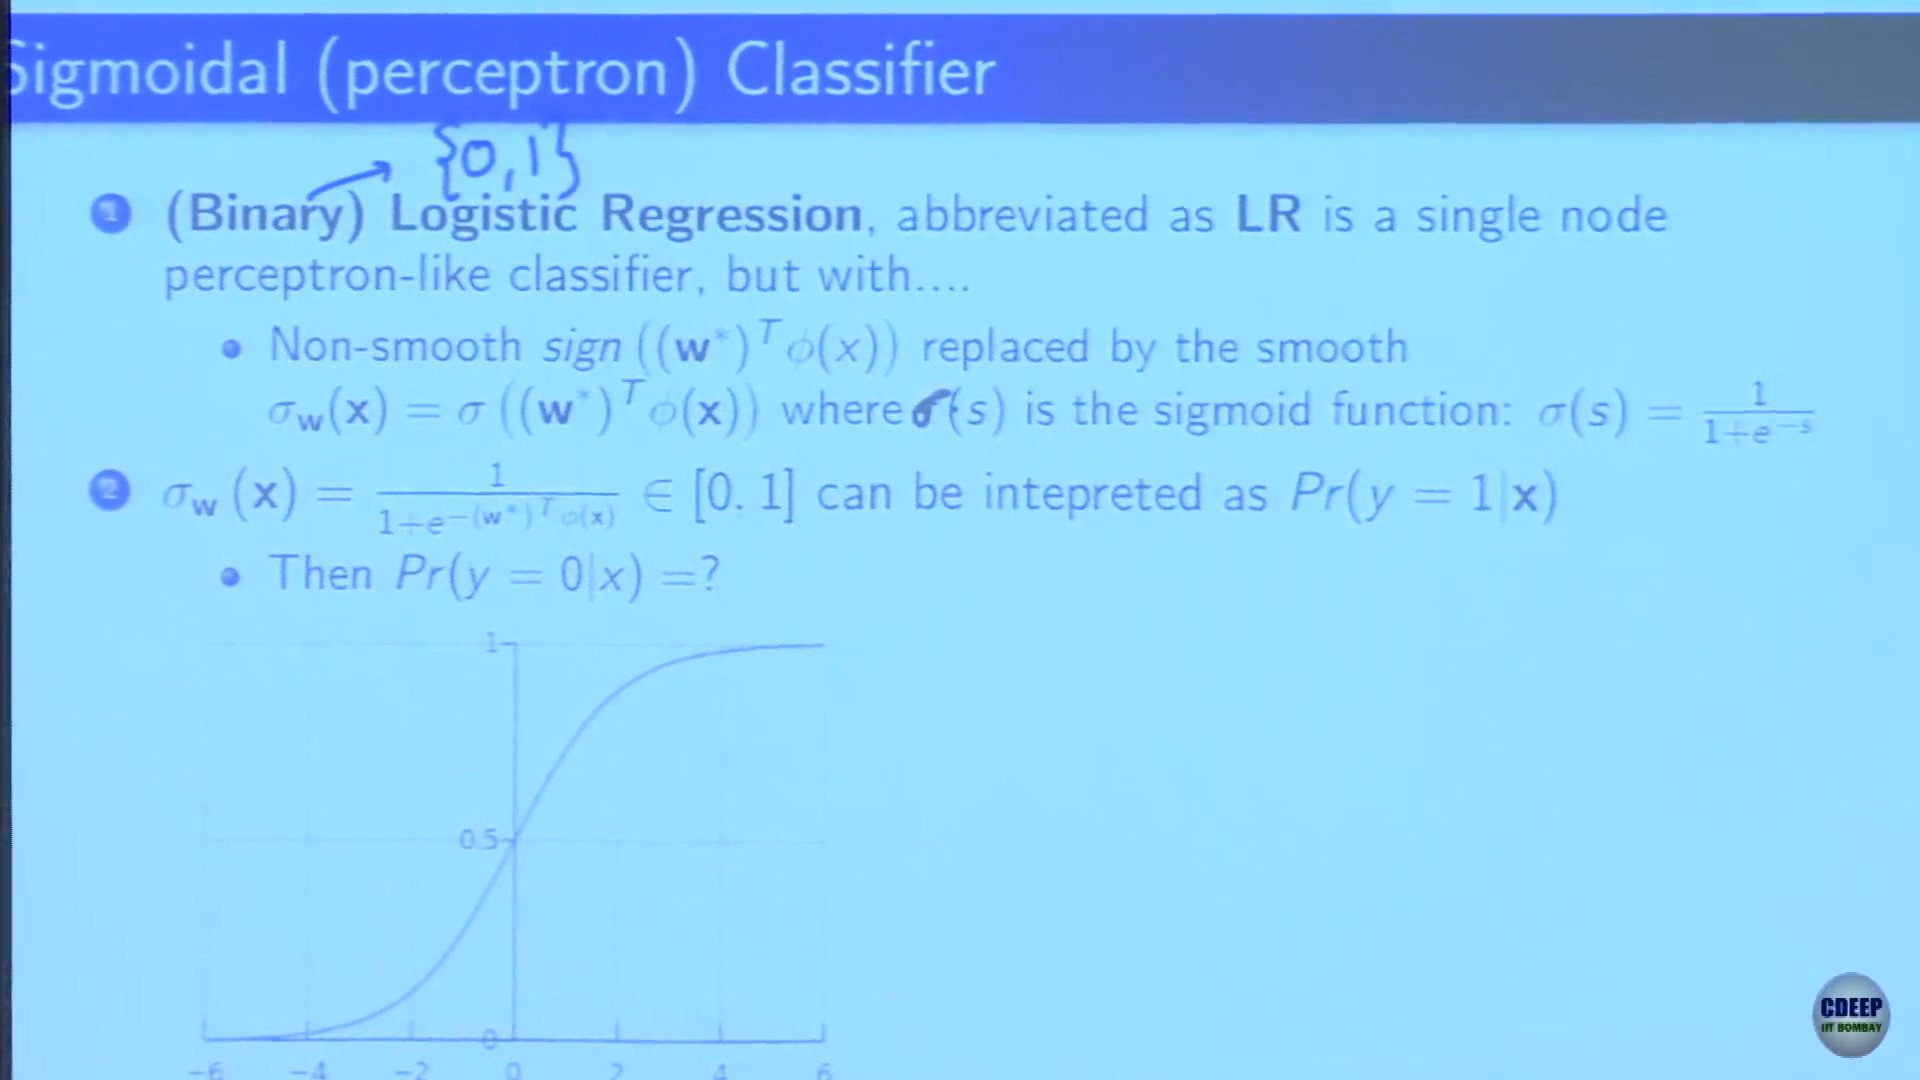 Sigmoidal (perceptron) Classifier
{0,1}
1 (Binary) Logistic Regression, abbreviated as LR is a single node
perceptron-like classifier, but with....
• Non-smooth sign ((w*)ᵀ φ(x)) replaced by the smooth
σ_w(x) = σ ((w*)ᵀ φ(x)) where σ(s) is the sigmoid function: σ(s) = 1/(1+e^{-s})
2 σ_w (x) = 1/(1+e^{-(w*)ᵀ φ(x)}) ∈ [0. 1] can be intepreted as Pr(y = 1|x)
• Then Pr(y = 0|x) =?
1
0.5
0
-6 -4 -2 0 2 4 6
CDEEP
IIT BOMBAY